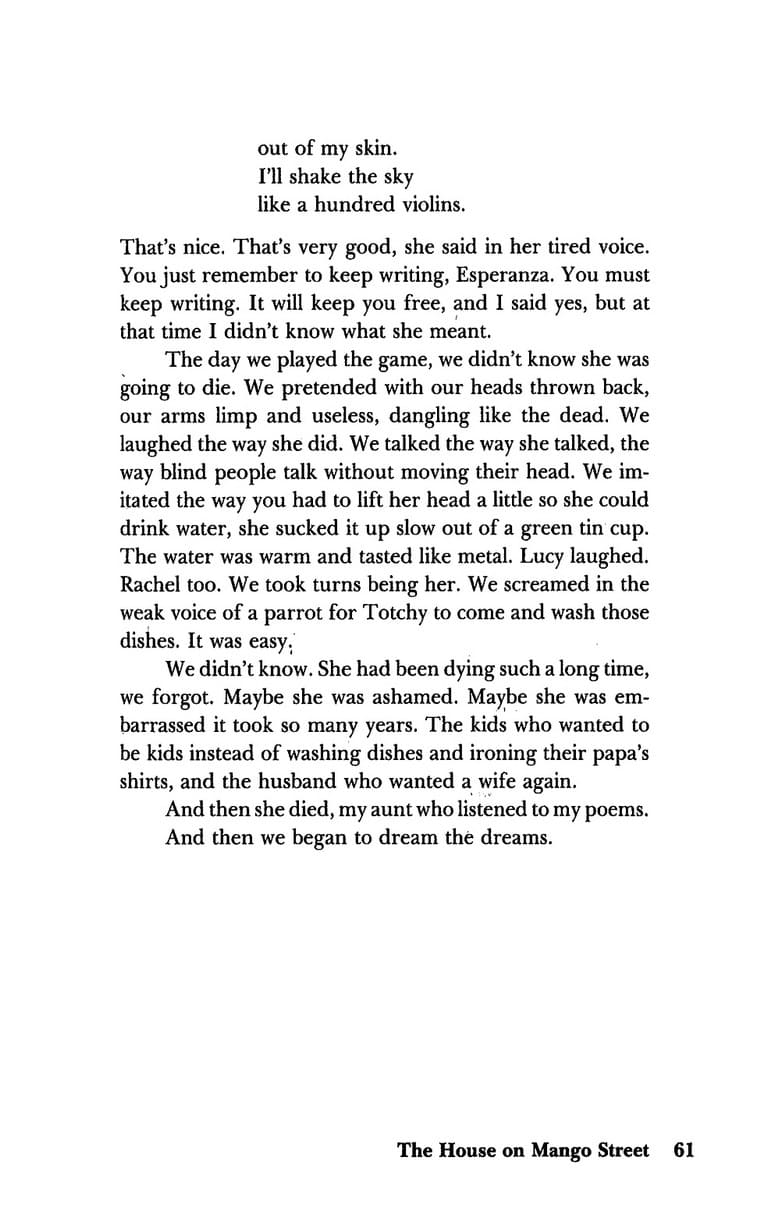 out of my skin.
I'll shake the sky
like a hundred violins.
That's nice. That's very good, she said in her tired voice.
You just remember to keep writing, Esperanza. You must
keep writing. It will keep you free, and I said yes, but at
that time I didn't know what she meant.
The day we played the game, we didn't know she was
going to die. We pretended with our heads thrown back,
our arms limp and useless, dangling like the dead. We
laughed the way she did. We talked the way she talked, the
way blind people talk without moving their head. We im-
itated the way you had to lift her head a little so she could
drink water, she sucked it up slow out of a green tin cup.
The water was warm and tasted like metal. Lucy laughed.
Rachel too. We took turns being her. We screamed in the
weak voice of a parrot for Totchy to come and wash those
dishes. It was easy.
We didn't know. She had been dying such a long time,
we forgot. Maybe she was ashamed. Maybe she was em-
barrassed it took so many years. The kids who wanted to
be kids instead of washing dishes and ironing their papa's
shirts, and the husband who wanted a wife again.
And then she died, my aunt who listened to my poems.
And then we began to dream the dreams.
The House on Mango Street 61